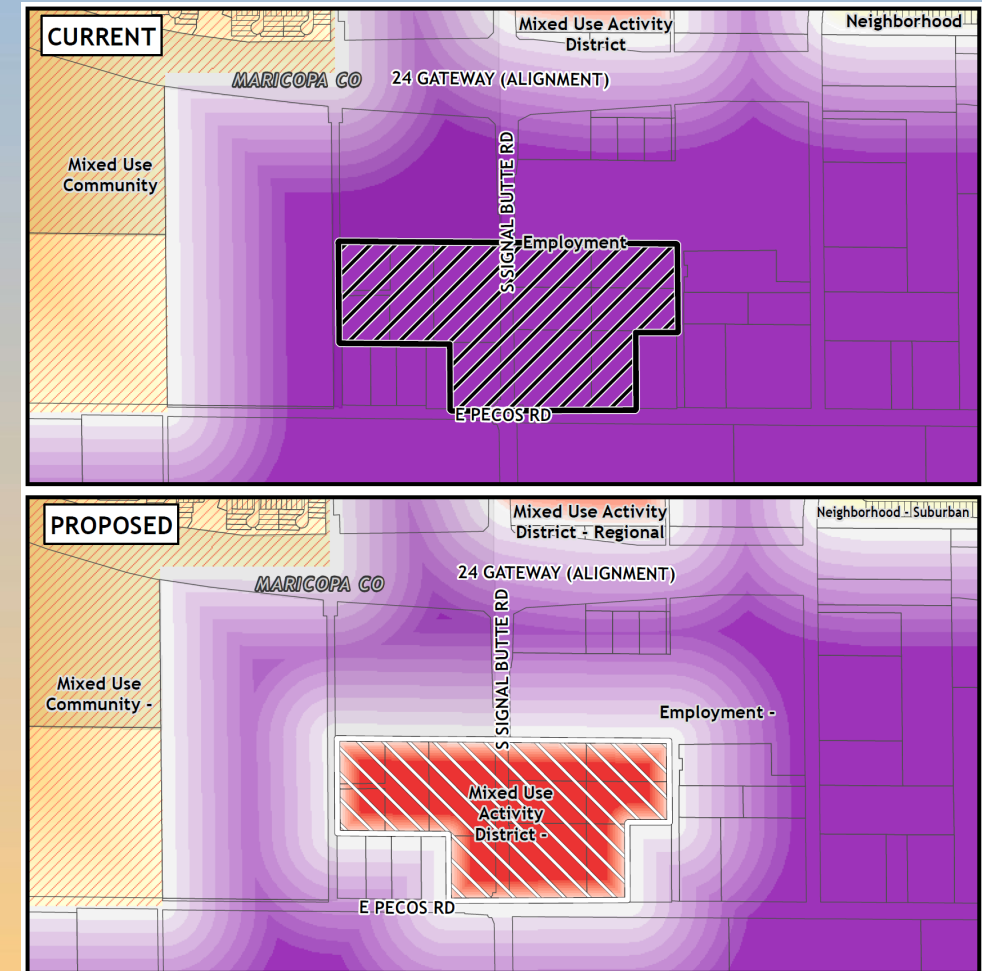 CURRENT
Mixed Use Activity
District
Neighborhood
MARICOPA CO
24 GATEWAY (ALIGNMENT)
Mixed Use
Community
S SIGNAL BUTTE RD
Employment
E PECOS RD
PROPOSED
Mixed Use Activity
District - Regional
Neighborhood - Suburban
24 GATEWAY (ALIGNMENT)
MARICOPA CO
S SIGNAL BUTTE RD
Mixed Use
Community -
Employment -
Mixed Use
Activity
District -
E PECOS RD